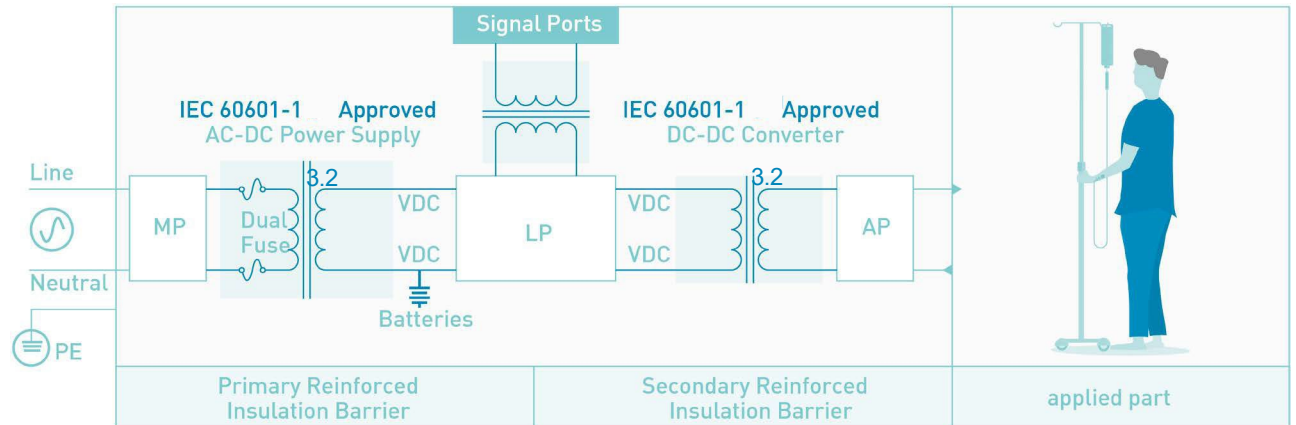 Signal Ports
IEC 60601-1 Approved
AC-DC Power Supply
IEC 60601-1 Approved
DC-DC Converter
Line
3.2
3.2
MP
Dual
Fuse
VDC
VDC
LP
VDC
VDC
AP
Neutral
Batteries
PE
Primary Reinforced
Insulation Barrier
Secondary Reinforced
Insulation Barrier
applied part